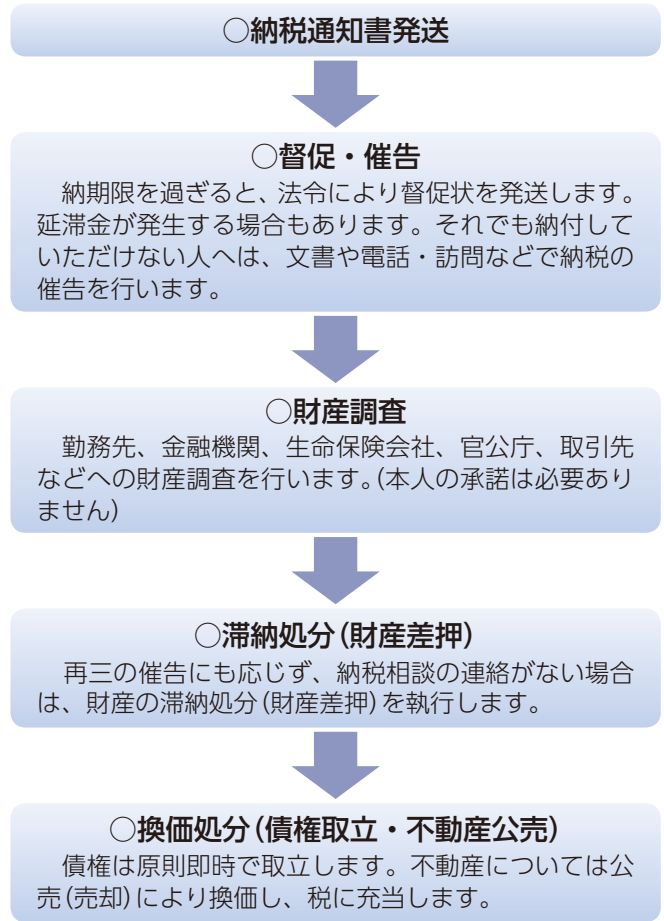 ○納税通知書発送
○督促・催告
納期限を過ぎると、法令により督促状を発送します。
延滞金が発生する場合もあります。それでも納付して
いただけない人へは、文書や電話・訪問などで納税の
催告を行います。
○財産調査
勤務先、金融機関、生命保険会社、官公庁、取引先
などへの財産調査を行います。(本人の承諾は必要あり
ません)
○滞納処分(財産差押)
再三の催告にも応じず、納税相談の連絡がない場合
は、財産の滞納処分(財産差押)を執行します。
○換価処分(債権取立・不動産公売)
債権は原則即時で取立します。不動産については公
売(売却)により換価し、税に充当します。